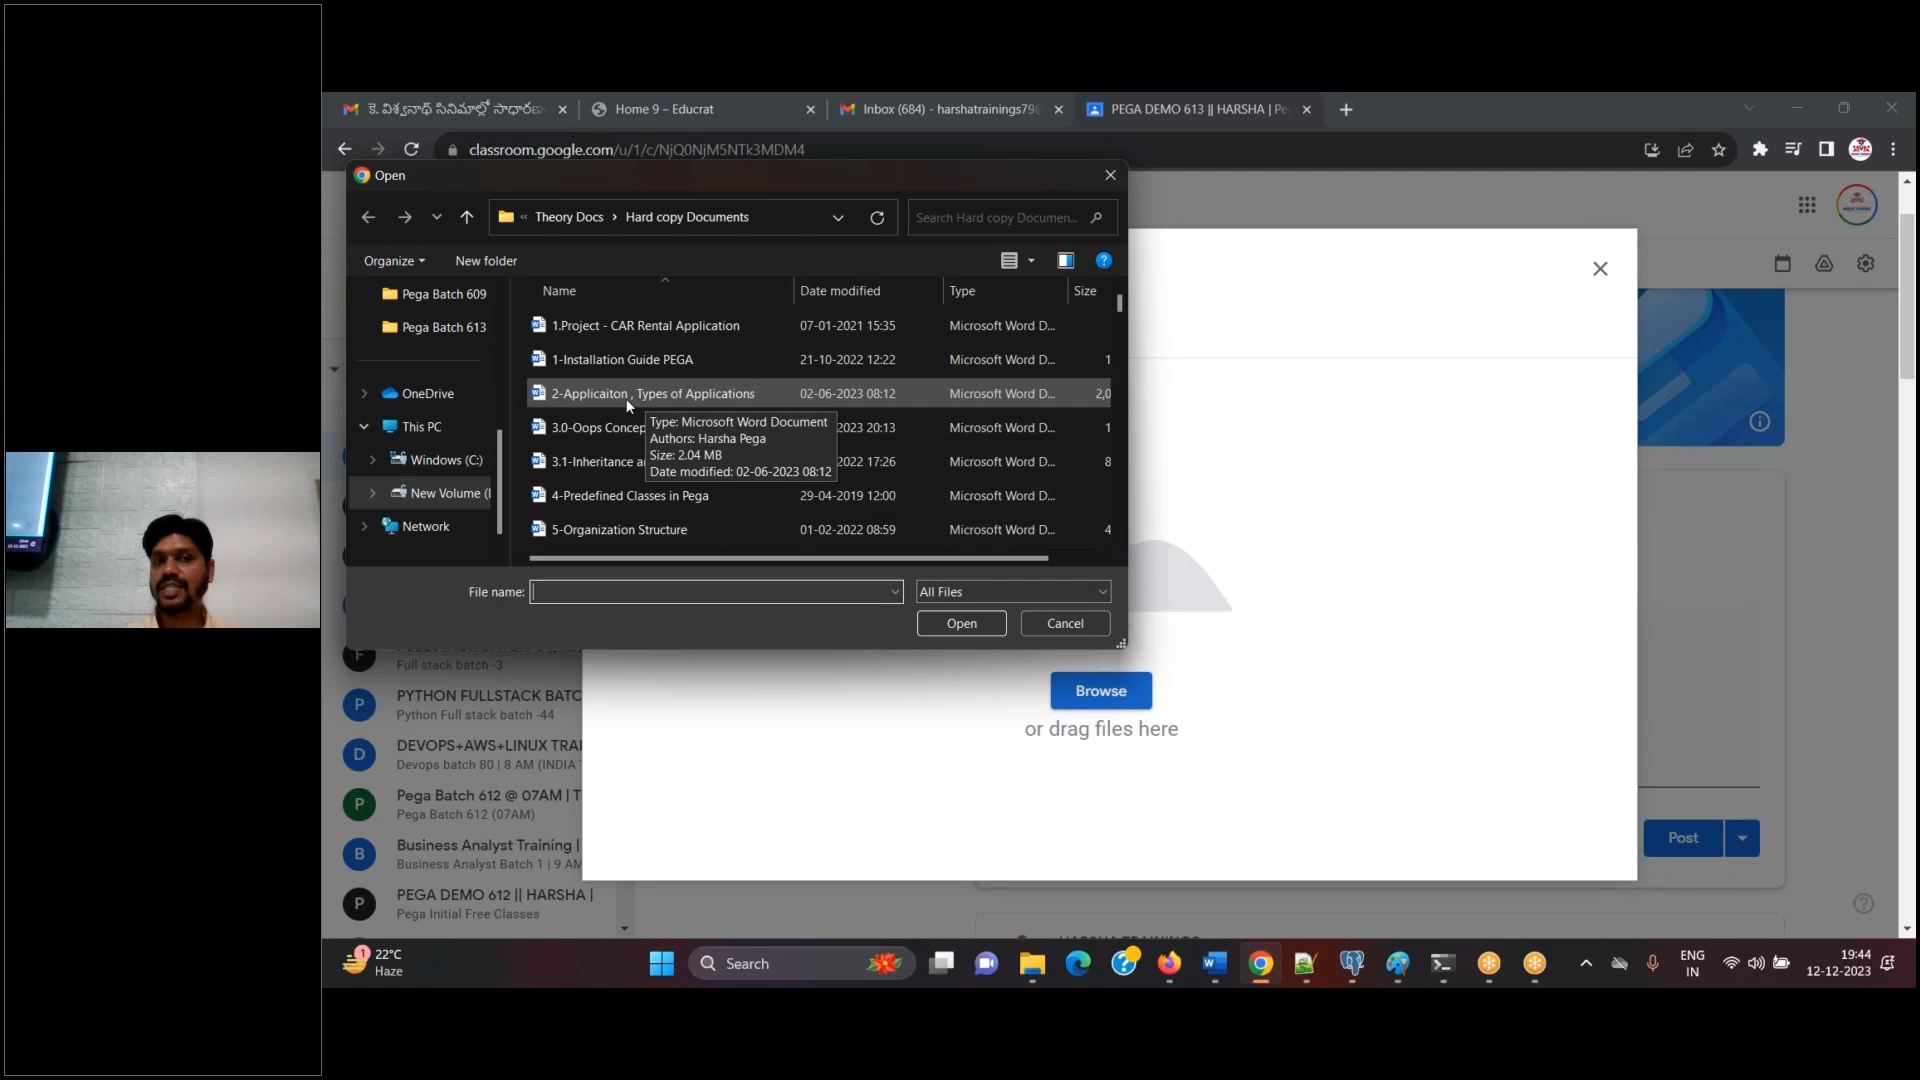 కె. విశ్వనాథ్ సినిమాల్లో సాధారణ
Home 9 – Educrat
Inbox (684) - harshatrainings79@
PEGA DEMO 613 || HARSHA | Pe
classroom.google.com/u/1/c/NjQ0NjM5NTk3MDM4
Open
Theory Docs › Hard copy Documents
Search Hard copy Documen...
Organize
New folder
Pega Batch 609
Pega Batch 613
OneDrive
This PC
Windows (C:)
New Volume (
Network
Name
Date modified
Type
Size
1.Project - CAR Rental Application
07-01-2021 15:35
Microsoft Word D...
1-Installation Guide PEGA
21-10-2022 12:22
Microsoft Word D...
1
2-Applicaiton , Types of Applications
02-06-2023 08:12
Microsoft Word D...
2,0
3.0-Oops Concep
2023 20:13
Microsoft Word D...
1
3.1-Inheritance a
2022 17:26
Microsoft Word D...
8
4-Predefined Classes in Pega
29-04-2019 12:00
Microsoft Word D...
5-Organization Structure
01-02-2022 08:59
Microsoft Word D...
4
Type: Microsoft Word Document
Authors: Harsha Pega
Size: 2.04 MB
Date modified: 02-06-2023 08:12
File name:
All Files
Open
Cancel
Browse
or drag files here
Full stack batch -3
PYTHON FULLSTACK BATC
Python Full stack batch -44
DEVOPS+AWS+LINUX TRAI
Devops batch 80 | 8 AM (INDIA
Pega Batch 612 @ 07AM | T
Pega Batch 612 (07AM)
Business Analyst Training |
Business Analyst Batch 1 | 9 AM
PEGA DEMO 612 || HARSHA |
Pega Initial Free Classes
F
P
D
P
B
P
Post
1
22°C
Haze
Search
ENG
IN
19:44
12-12-2023